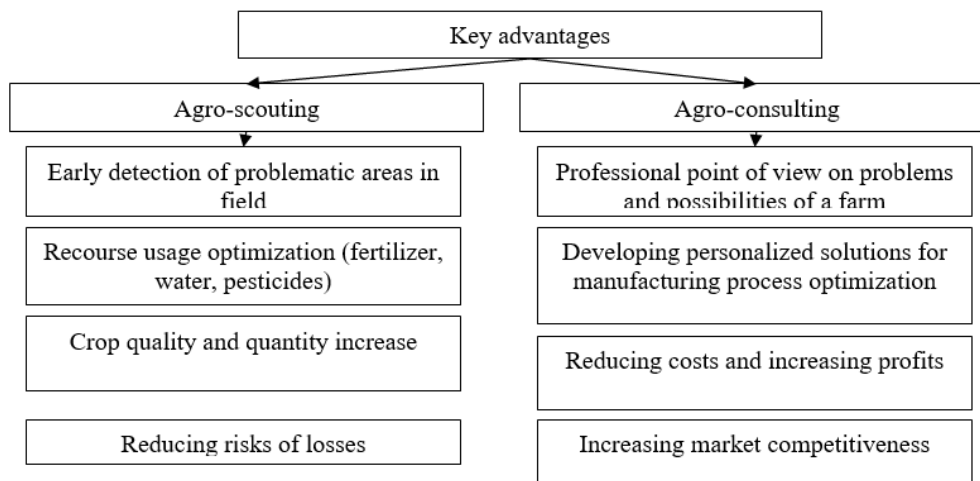 Key advantages
Agro-scouting
Early detection of problematic areas in
field
Recourse usage optimization (fertilizer,
water, pesticides)
Crop quality and quantity increase
Reducing risks of losses
Agro-consulting
Professional point of view on problems
and possibilities of a farm
Developing personalized solutions for
manufacturing process optimization
Reducing costs and increasing profits
Increasing market competitiveness